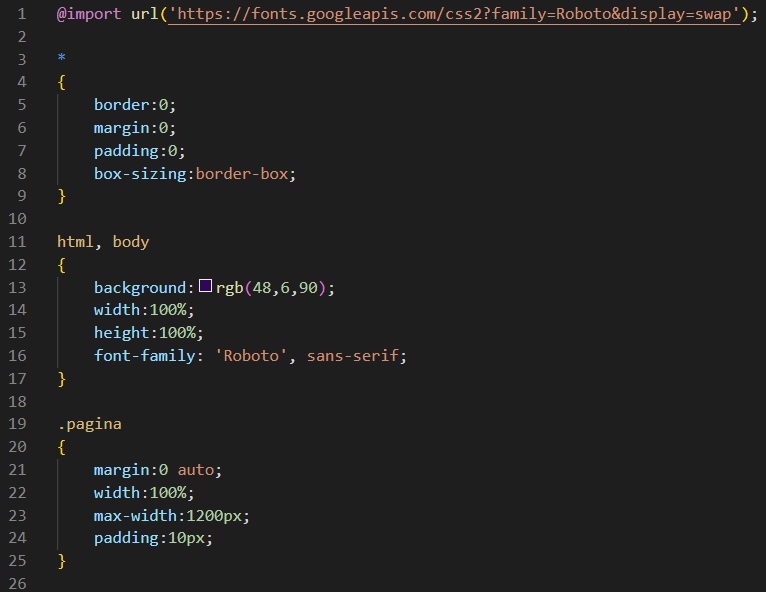 1 @import url('https://fonts.googleapis.com/css2?family=Roboto&display=swap');
2
3 *
4 {
5     border:0;
6     margin:0;
7     padding:0;
8     box-sizing:border-box;
9 }
10
11 html, body
12 {
13     background:rgb(48,6,90);
14     width:100%;
15     height:100%;
16     font-family: 'Roboto', sans-serif;
17 }
18
19 .pagina
20 {
21     margin:0 auto;
22     width:100%;
23     max-width:1200px;
24     padding:10px;
25 }
26